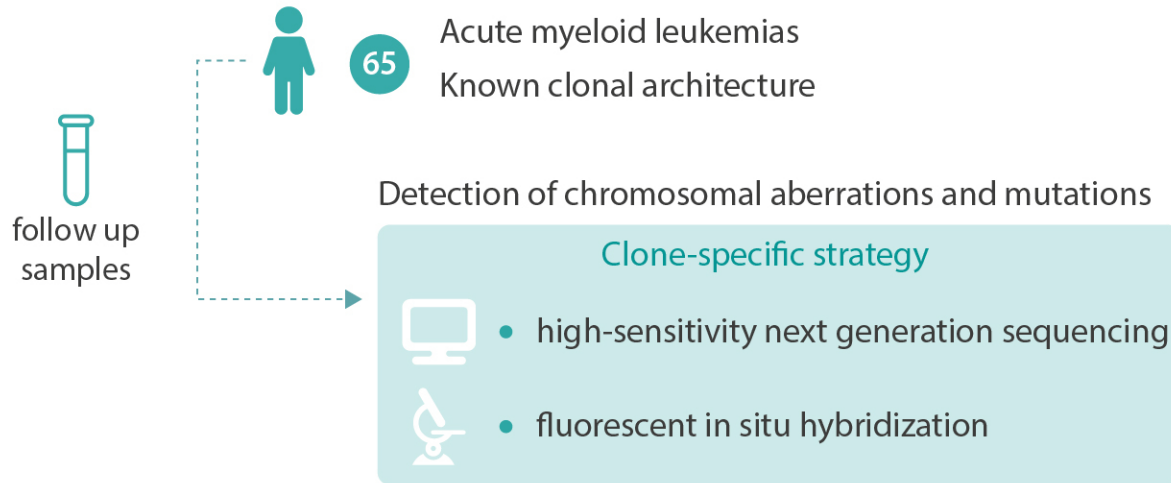 65
Acute myeloid leukemias
Known clonal architecture
follow up
samples
Detection of chromosomal aberrations and mutations
Clone-specific strategy
• high-sensitivity next generation sequencing
• fluorescent in situ hybridization